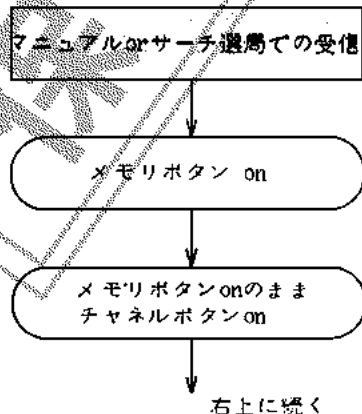 マニュアルorサーチ選局での受信
メモリボタン on
メモリボタンonのまま
チャネルボタンon
右上に続く